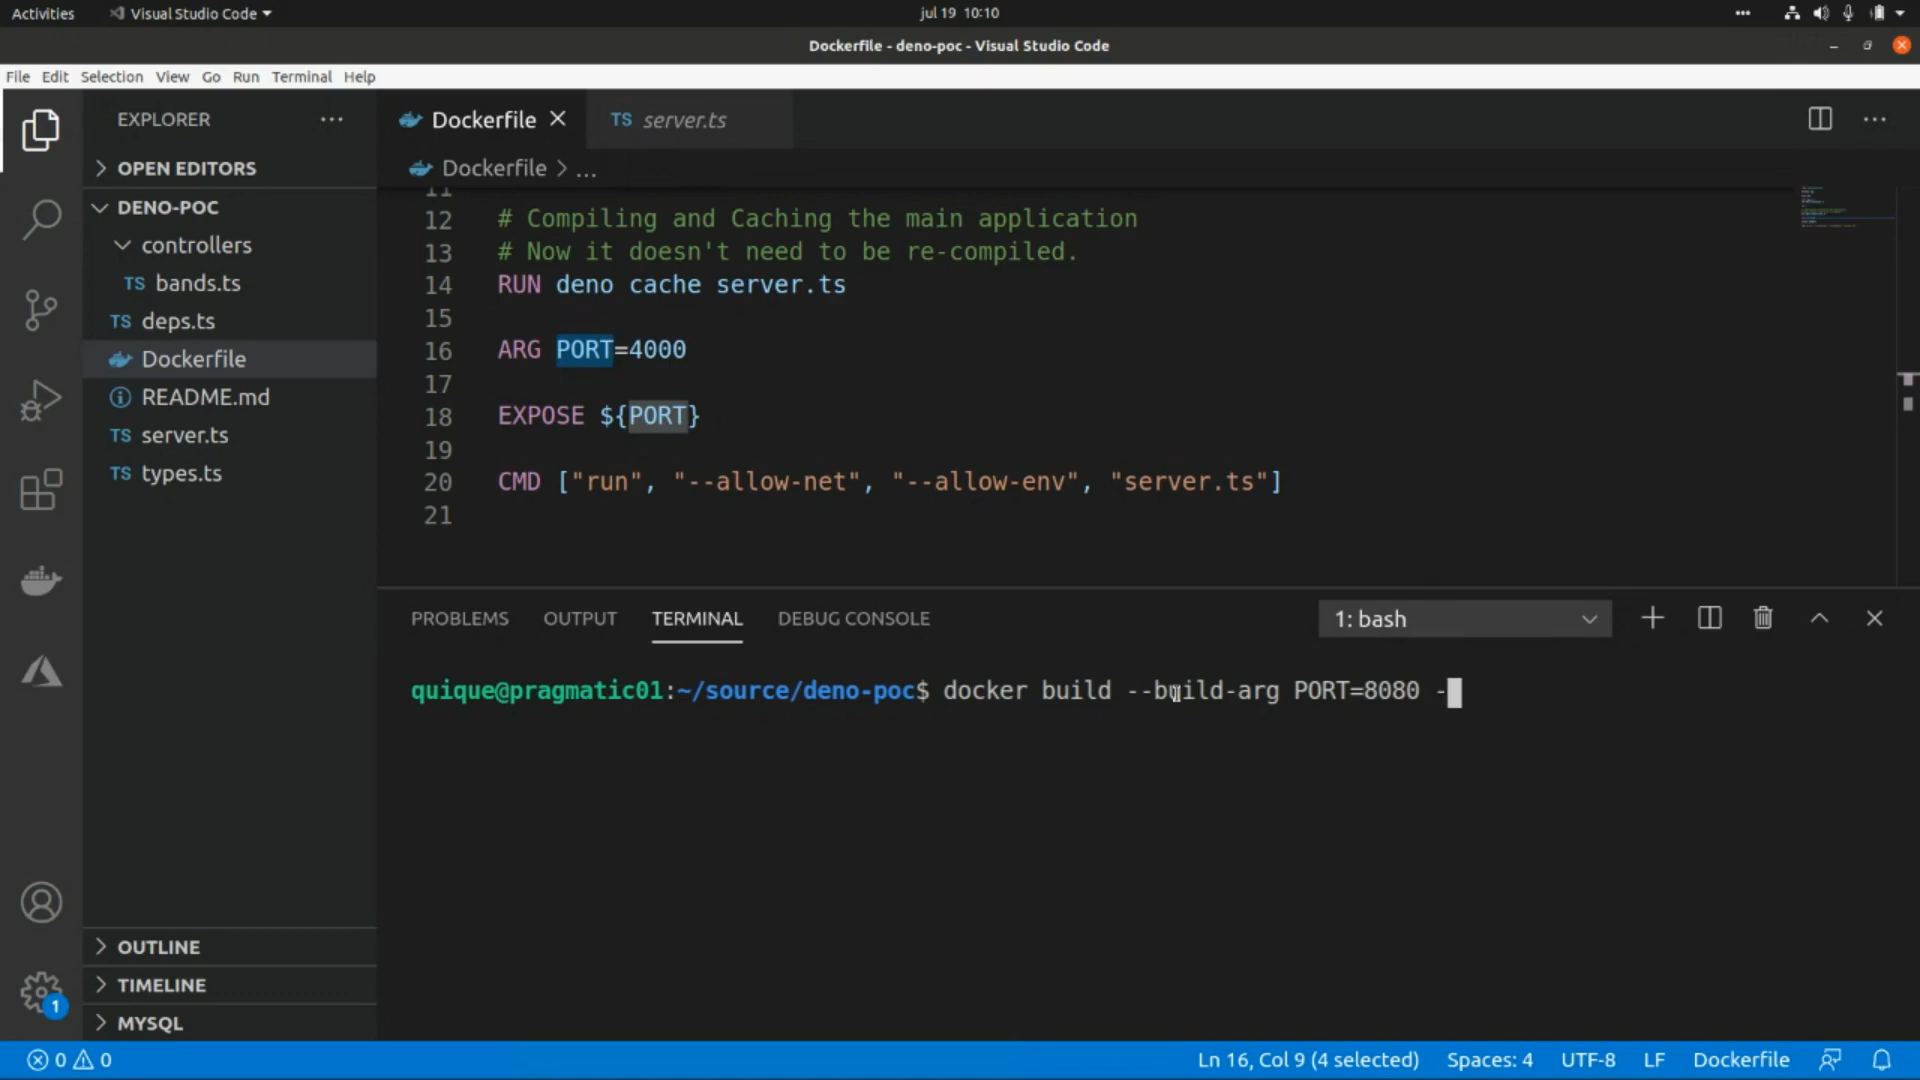 Activities
Visual Studio Code
jul 19 10:10
Dockerfile - deno-poc - Visual Studio Code
File Edit Selection View Go Run Terminal Help
EXPLORER
OPEN EDITORS
DENO-POC
controllers
TS bands.ts
TS deps.ts
Dockerfile
README.md
TS server.ts
TS types.ts
OUTLINE
TIMELINE
MYSQL
Dockerfile
TS server.ts
Dockerfile > ...
11
12 # Compiling and Caching the main application
13 # Now it doesn't need to be re-compiled.
14 RUN deno cache server.ts
15
16 ARG PORT=4000
17
18 EXPOSE ${PORT}
19
20 CMD ["run", "--allow-net", "--allow-env", "server.ts"]
21
PROBLEMS OUTPUT TERMINAL DEBUG CONSOLE
1: bash
quique@pragmatic01:~/source/deno-poc$ docker build --build-arg PORT=8080 -
1
0 0
Ln 16, Col 9 (4 selected) Spaces: 4 UTF-8 LF Dockerfile